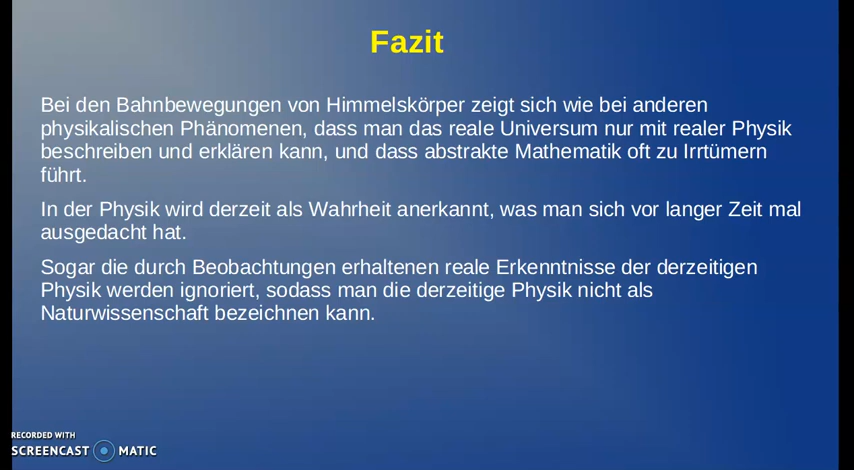 Fazit
Bei den Bahnbewegungen von Himmelskörper zeigt sich wie bei anderen
physikalischen Phänomenen, dass man das reale Universum nur mit realer Physik
beschreiben und erklären kann, und dass abstrakte Mathematik oft zu Irrtümern
führt.
In der Physik wird derzeit als Wahrheit anerkannt, was man sich vor langer Zeit mal
ausgedacht hat.
Sogar die durch Beobachtungen erhaltenen reale Erkenntnisse der derzeitigen
Physik werden ignoriert, sodass man die derzeitige Physik nicht als
Naturwissenschaft bezeichnen kann.
RECORDED WITH
SCREENCAST MATIC